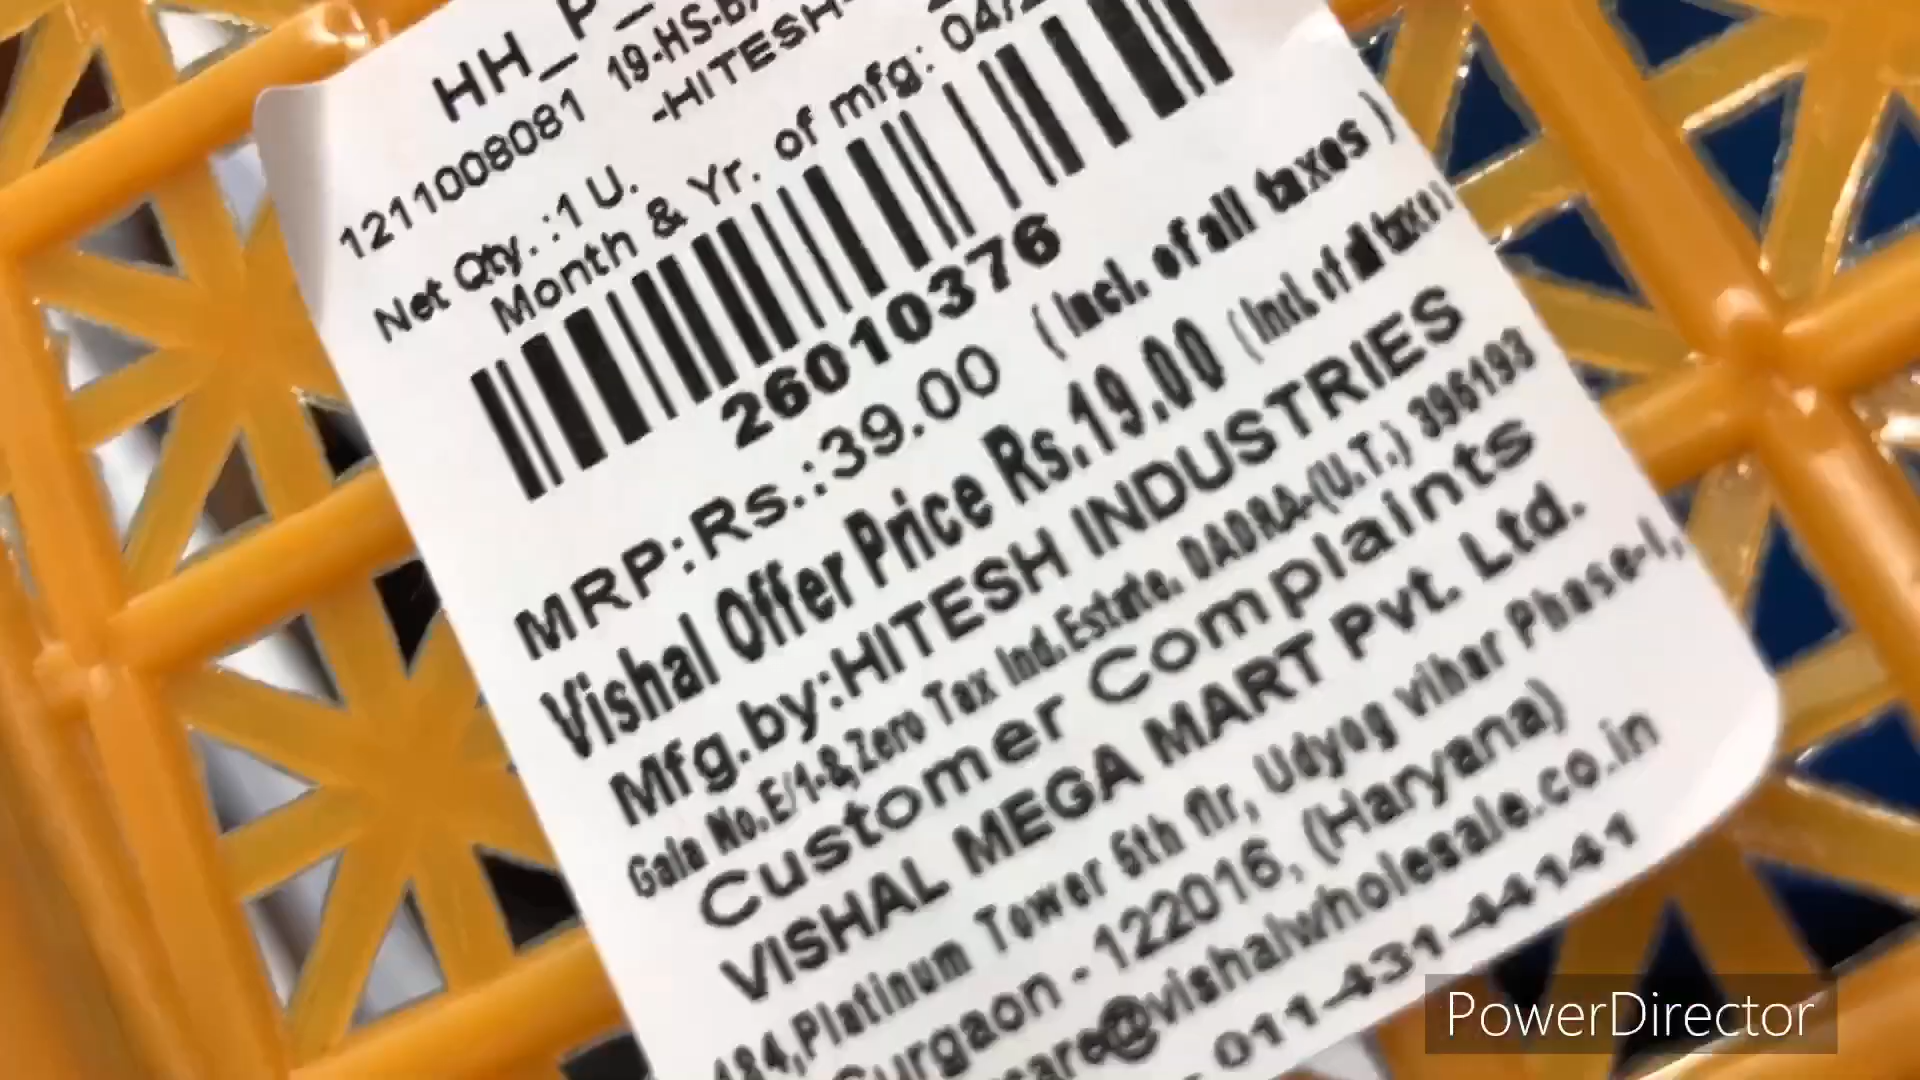 HH_P_
1211008081 19-HS-
-HITESH-
Net Qty.:1 U.
Month & Yr. of mfg: 04/
26010376
MRP:Rs.:39.00 ( Incl. of all taxes )
Vishal Offer Price Rs.19.00 (Incl. of all taxes)
Mfg.by:HITESH INDUSTRIES
Gala No.E/1-8,Zero Tax Ind.Estate. DADRA-(U.T.) 396193
Customer Complaints
VISHAL MEGA MART Pvt. Ltd.
184,Platinum Tower 5th flr, Udyog vihar Phase-I,
Gurgaon - 122016, (Haryana)
care@vishalwholesale.co.in
011-431-44141
PowerDirector